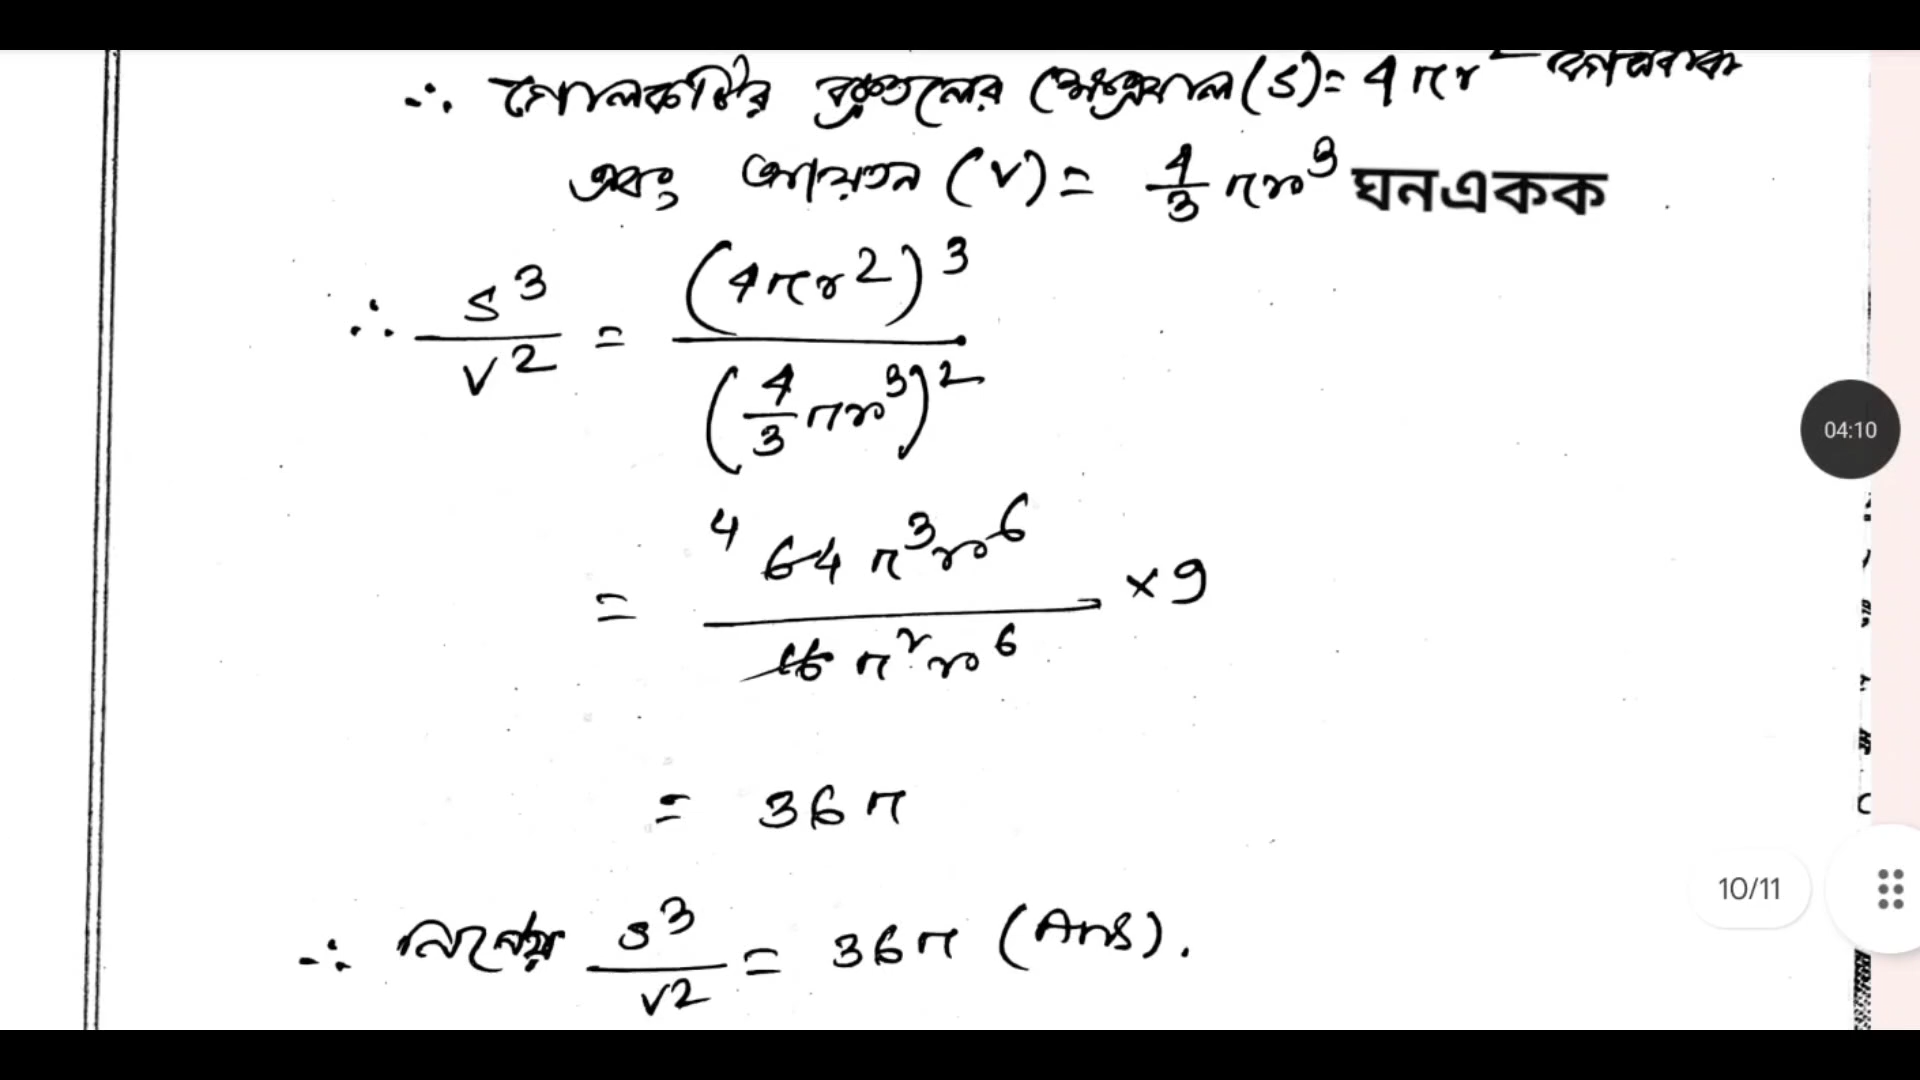 ∴ গোলকটির বক্রতলের ক্ষেত্রফল (S) = 4πr² বর্গএকক
এবং আয়তন (V) = 4/3 πr³ ঘনএকক
∴ S³/V² = (4πr²)³ / (4/3 πr³)²
04:10
= 4 64π³r⁶ / 16π²r⁶ × 9
= 36π
10/11
∴ নির্ণেয় S³/V² = 36π (Ans).